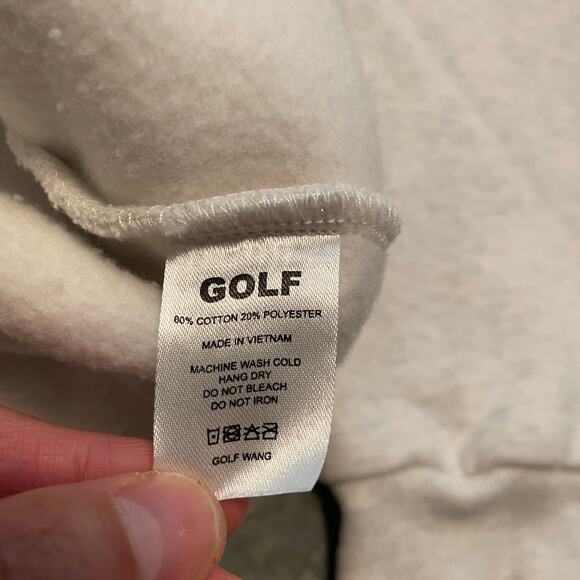 GOLF
80% COTTON 20% POLYESTER
MADE IN VIETNAM
MACHINE WASH COLD
HANG DRY
DO NOT BLEACH
DO NOT IRON
GOLF WANG